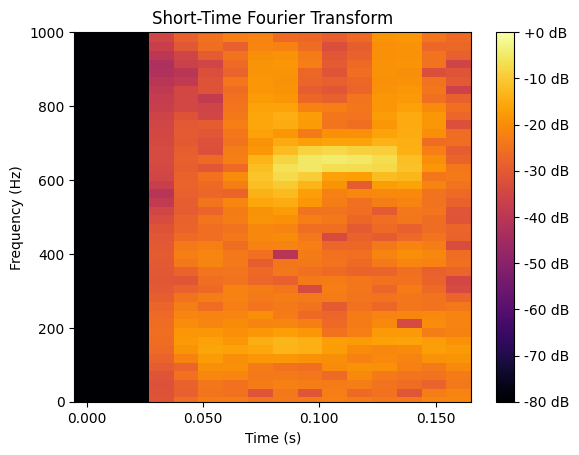 Short-Time Fourier Transform
1000
800
600
400
200
0
Frequency (Hz)
0.000
0.050
0.100
0.150
Time (s)
+0 dB
-10 dB
-20 dB
-30 dB
-40 dB
-50 dB
-60 dB
-70 dB
-80 dB